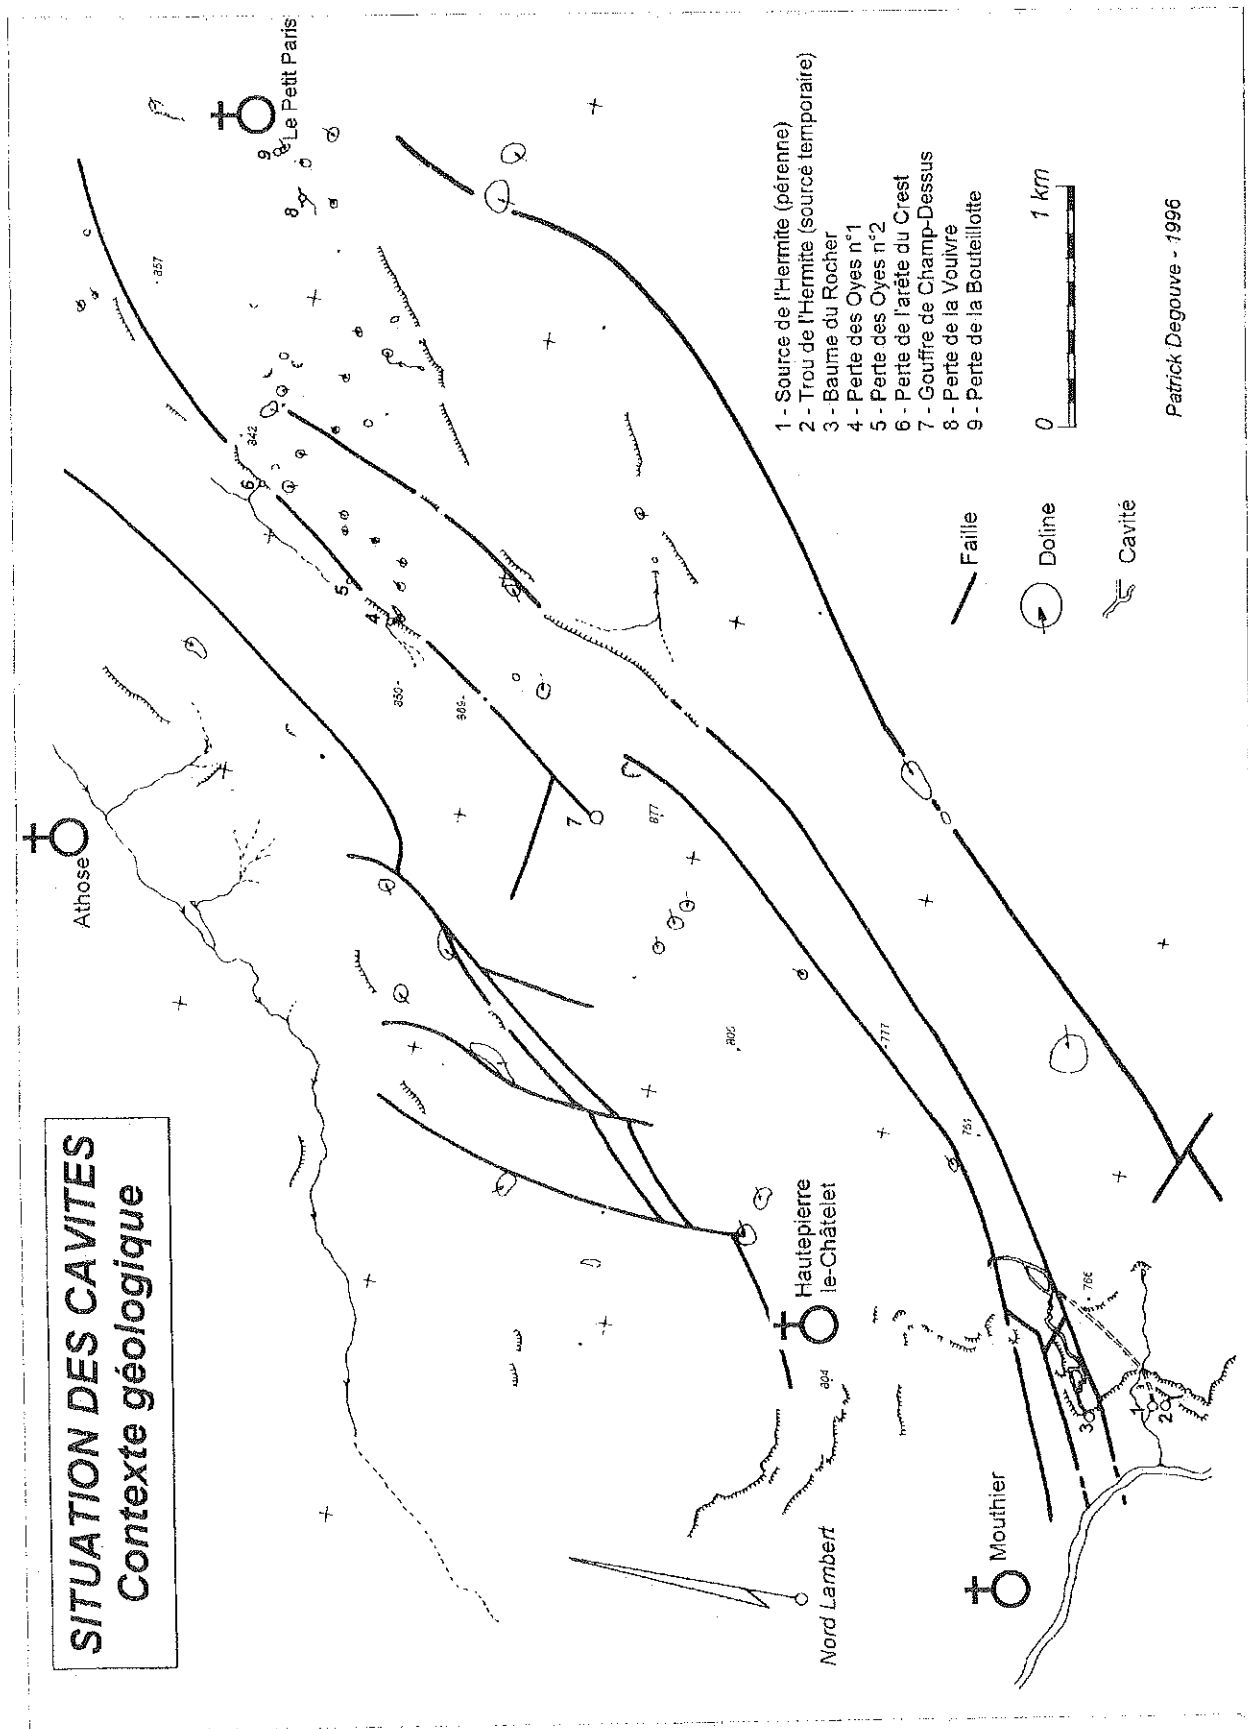 SITUATION DES CAVITES
Contexte géologique
Athose
Le Petit Paris
Hautepierre
le-Châtelet
Mouthier
Nord Lambert
857
842
850
869
877
805
777
751
766
804
1
2
3
4
5
6
7
8
9
1 - Source de l'Hermite (pérenne)
2 - Trou de l'Hermite (source temporaire)
3 - Baume du Rocher
4 - Perte des Oyes n°1
5 - Perte des Oyes n°2
6 - Perte de l'arête du Crest
7 - Gouffre de Champ-Dessus
8 - Perte de la Vouivre
9 - Perte de la Bouteillotte
Faille
Doline
Cavité
0 1 km
Patrick Degouve - 1996